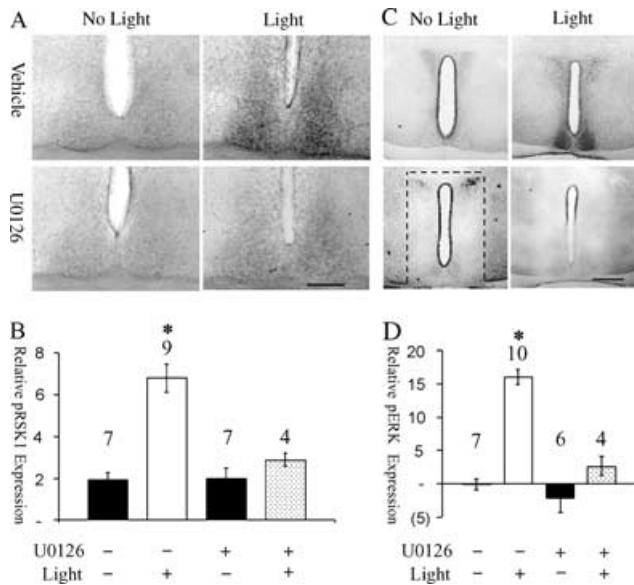 A
No Light
Light
Vehicle
U0126
C
No Light
Light
B
Relative pRSK1 Expression
8
6
4
2
-
7
*
9
7
4
U0126
Light
− − + +
− + − +
D
Relative pERK Expression
20
15
10
5
-
(5)
7
*
10
6
4
U0126
Light
− − + +
− + − +